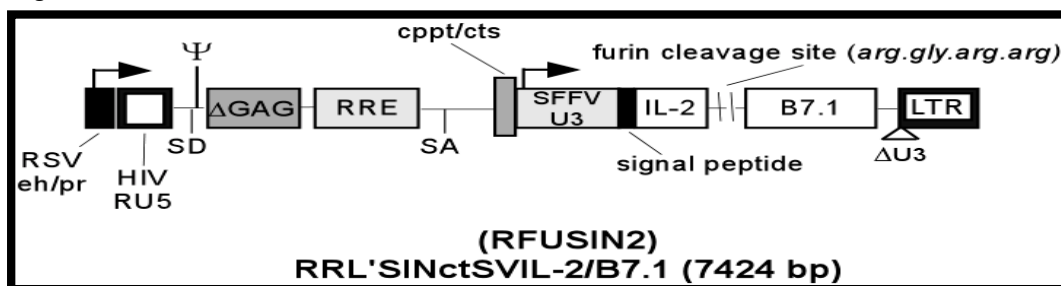 cppt/cts
furin cleavage site (arg.gly.arg.arg)
Ψ
ΔGAG
RRE
SFFV
U3
IL-2
B7.1
LTR
SD
SA
signal peptide
ΔU3
RSV
eh/pr
HIV
RU5
(RFUSIN2)
RRL'SINctSVIL-2/B7.1 (7424 bp)